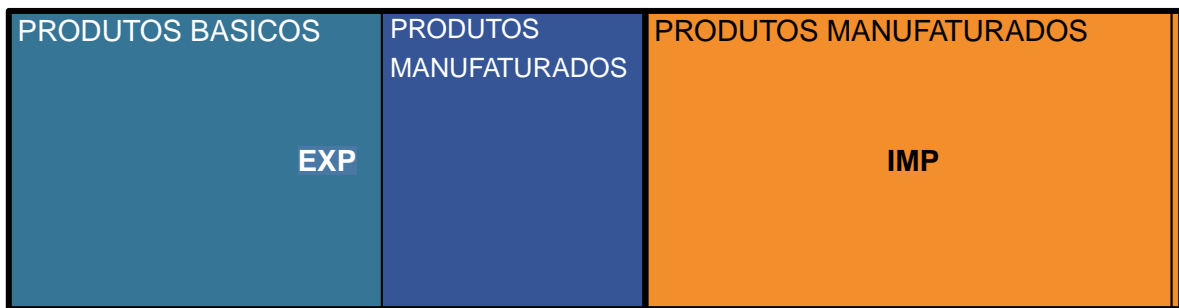 PRODUTOS BASICOS
PRODUTOS
MANUFATURADOS
PRODUTOS MANUFATURADOS
EXP
IMP